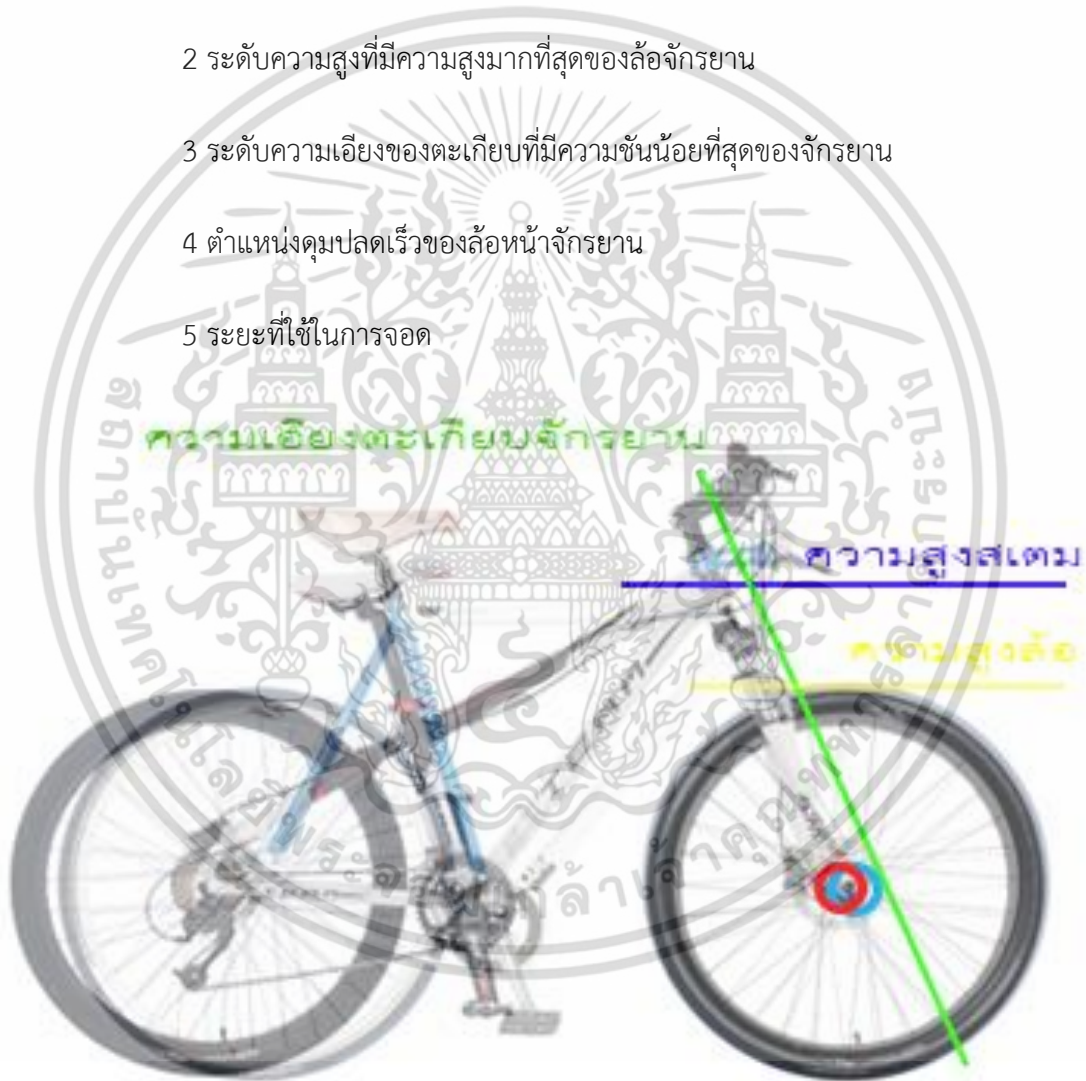 2 ระดับความสูงที่มีความสูงมากที่สุดของล้อจักรยาน
3 ระดับความเอียงของตะเกียบที่มีความชันน้อยที่สุดของจักรยาน
4 ตำแหน่งดุมปลดเร็วของล้อหน้าจักรยาน
5 ระยะที่ใช้ในการจอด
ความเอียงตะเกียบจักรยาน
ความสูงสเตม
ความสูงล้อ